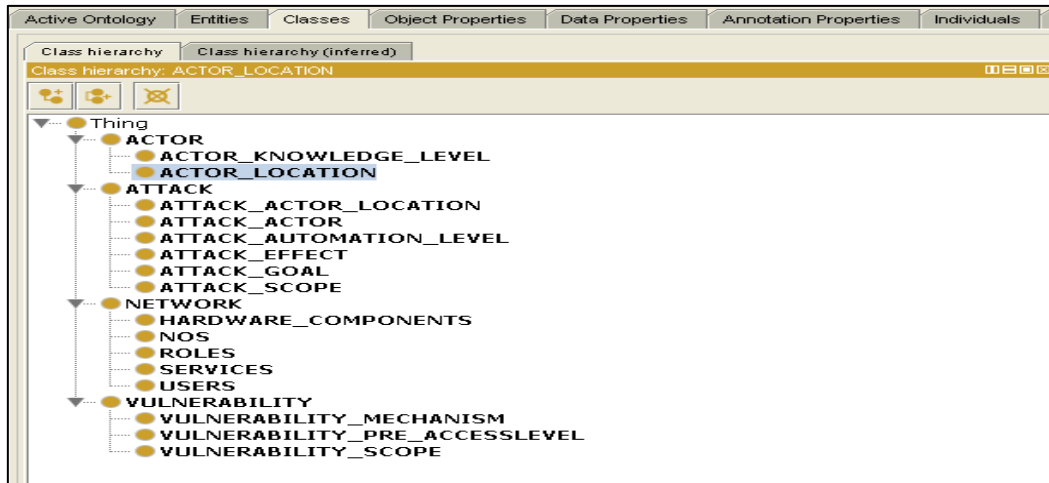 Active Ontology Entities Classes Object Properties Data Properties Annotation Properties Individuals
Class hierarchy Class hierarchy (inferred)
Class hierarchy: ACTOR_LOCATION
Thing
ACTOR
ACTOR_KNOWLEDGE_LEVEL
ACTOR_LOCATION
ATTACK
ATTACK_ACTOR_LOCATION
ATTACK_ACTOR
ATTACK_AUTOMATION_LEVEL
ATTACK_EFFECT
ATTACK_GOAL
ATTACK_SCOPE
NETWORK
HARDWARE_COMPONENTS
NOS
ROLES
SERVICES
USERS
VULNERABILITY
VULNERABILITY_MECHANISM
VULNERABILITY_PRE_ACCESSLEVEL
VULNERABILITY_SCOPE